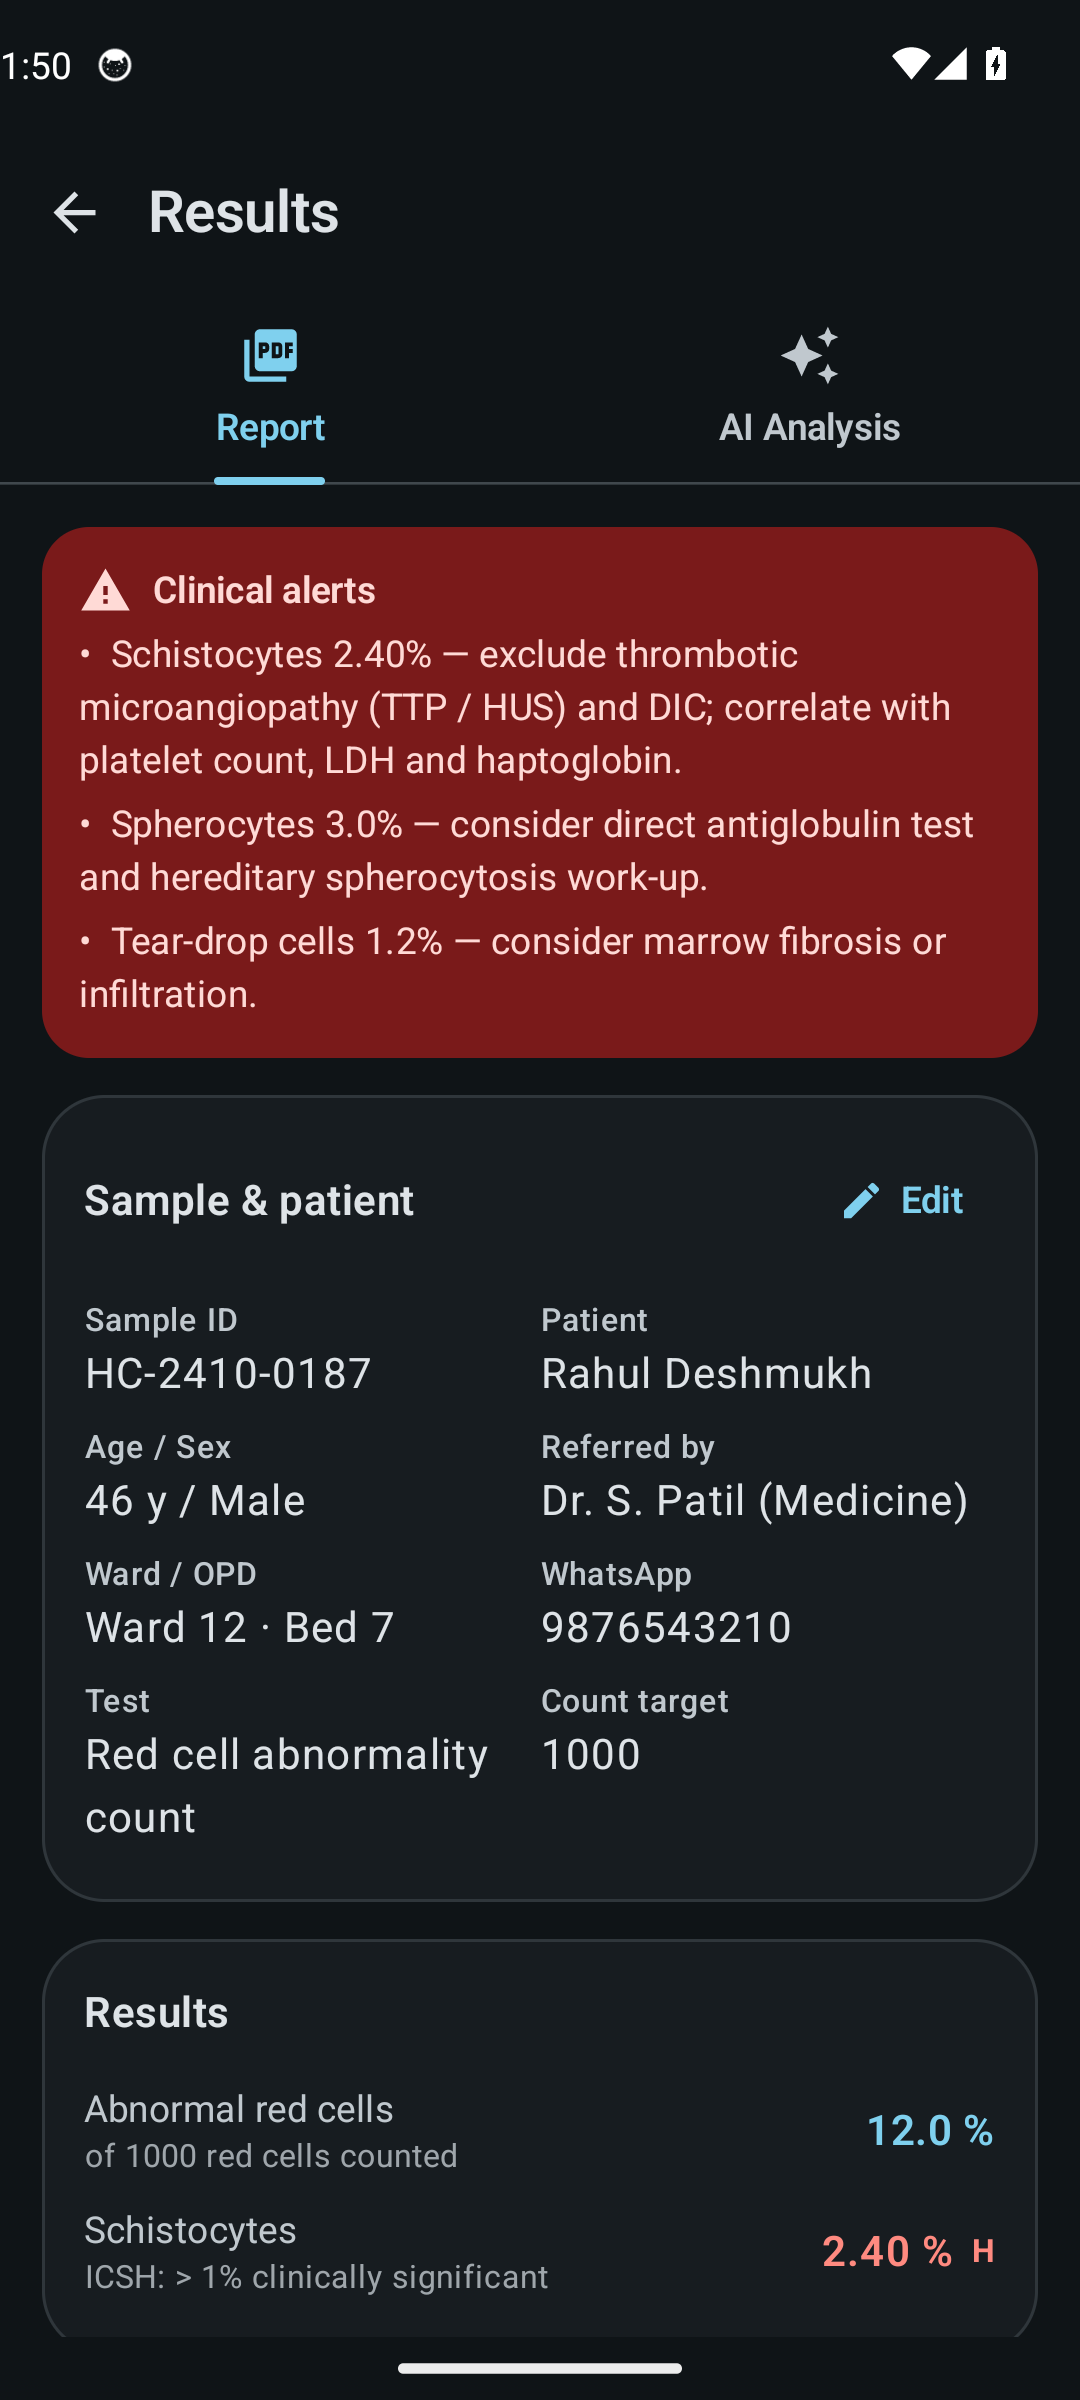 1:50
Results
PDF
Report
AI Analysis
Clinical alerts
• Schistocytes 2.40% — exclude thrombotic
microangiopathy (TTP / HUS) and DIC; correlate with
platelet count, LDH and haptoglobin.
• Spherocytes 3.0% — consider direct antiglobulin test
and hereditary spherocytosis work-up.
• Tear-drop cells 1.2% — consider marrow fibrosis or
infiltration.
Sample & patient
Edit
Sample ID
HC-2410-0187
Patient
Rahul Deshmukh
Age / Sex
46 y / Male
Referred by
Dr. S. Patil (Medicine)
Ward / OPD
Ward 12 · Bed 7
WhatsApp
9876543210
Test
Red cell abnormality
count
Count target
1000
Results
Abnormal red cells
of 1000 red cells counted
12.0 %
Schistocytes
ICSH: > 1% clinically significant
2.40 % H